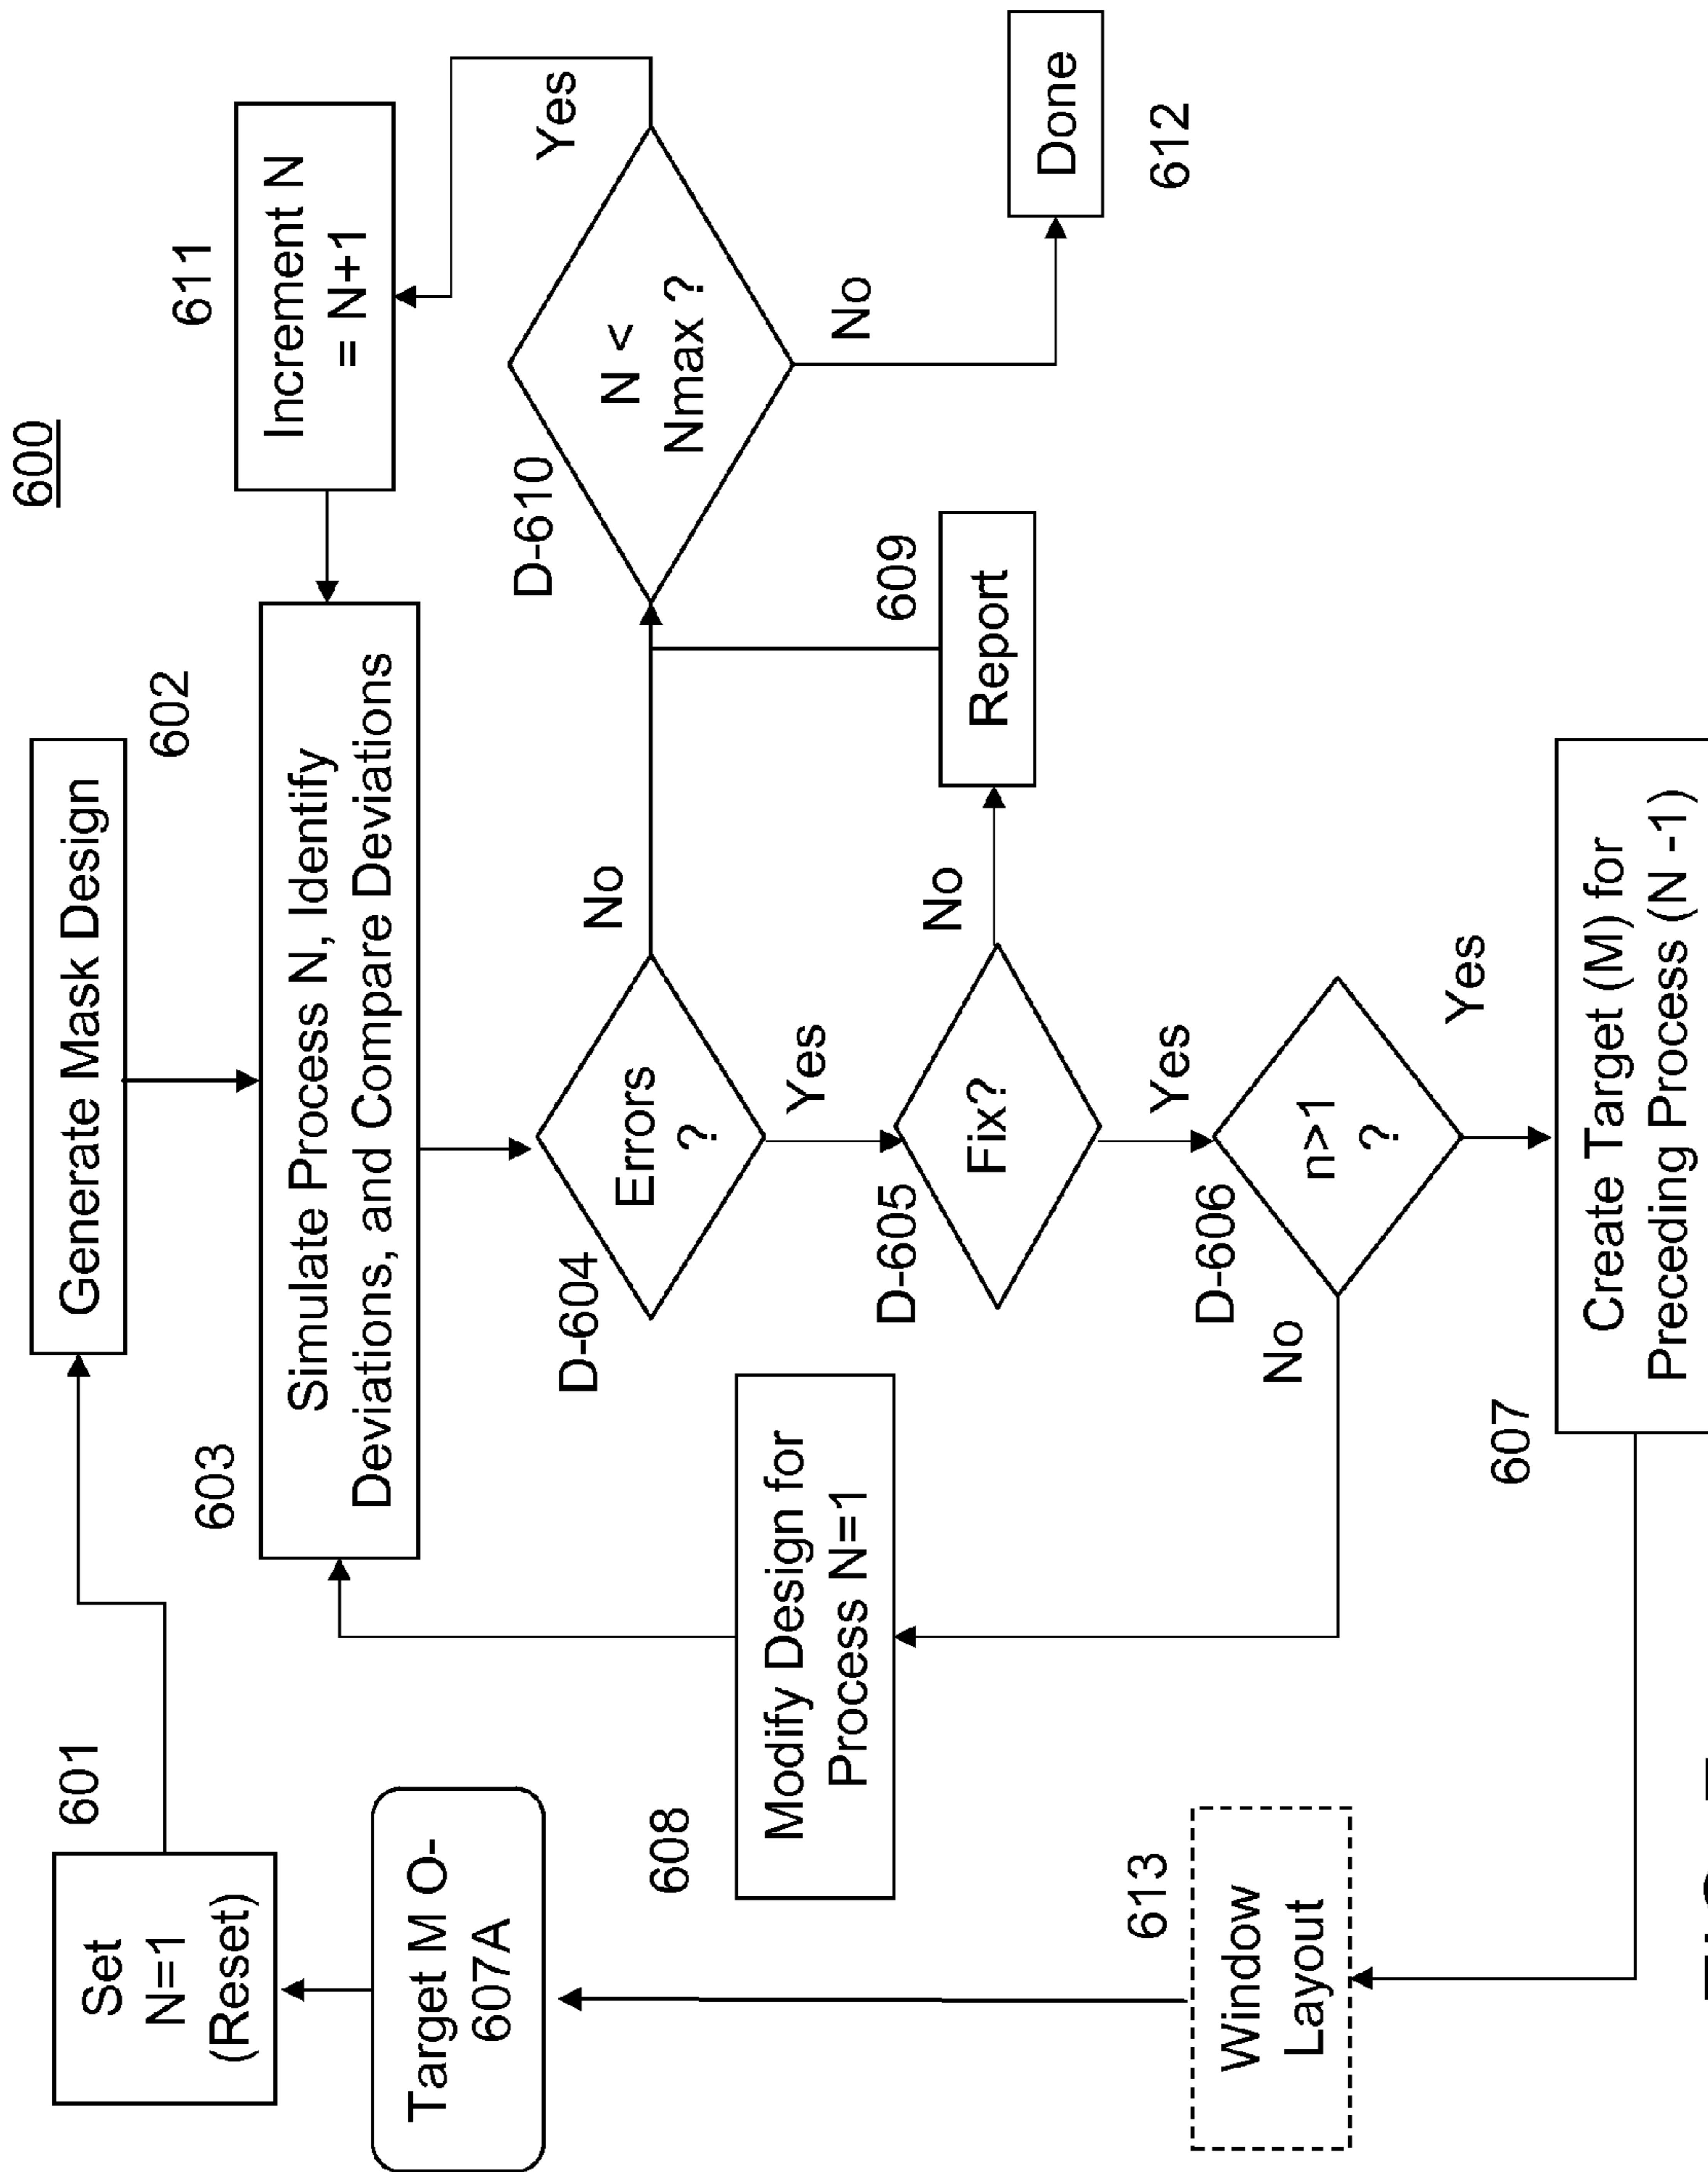 600
601
Set
N=1
(Reset)
Target M O-
607A
Generate Mask Design
602
603
Simulate Process N, Identify
Deviations, and Compare Deviations
611
Increment N
= N+1
Yes
D-610
N <
Nmax ?
No
Done
612
D-604
Errors
?
No
Yes
609
Report
D-605
Fix?
No
Yes
D-606
n>1
?
No
Yes
608
Modify Design for
Process N=1
613
Window
Layout
607
Create Target (M) for
Preceding Process (N -1)